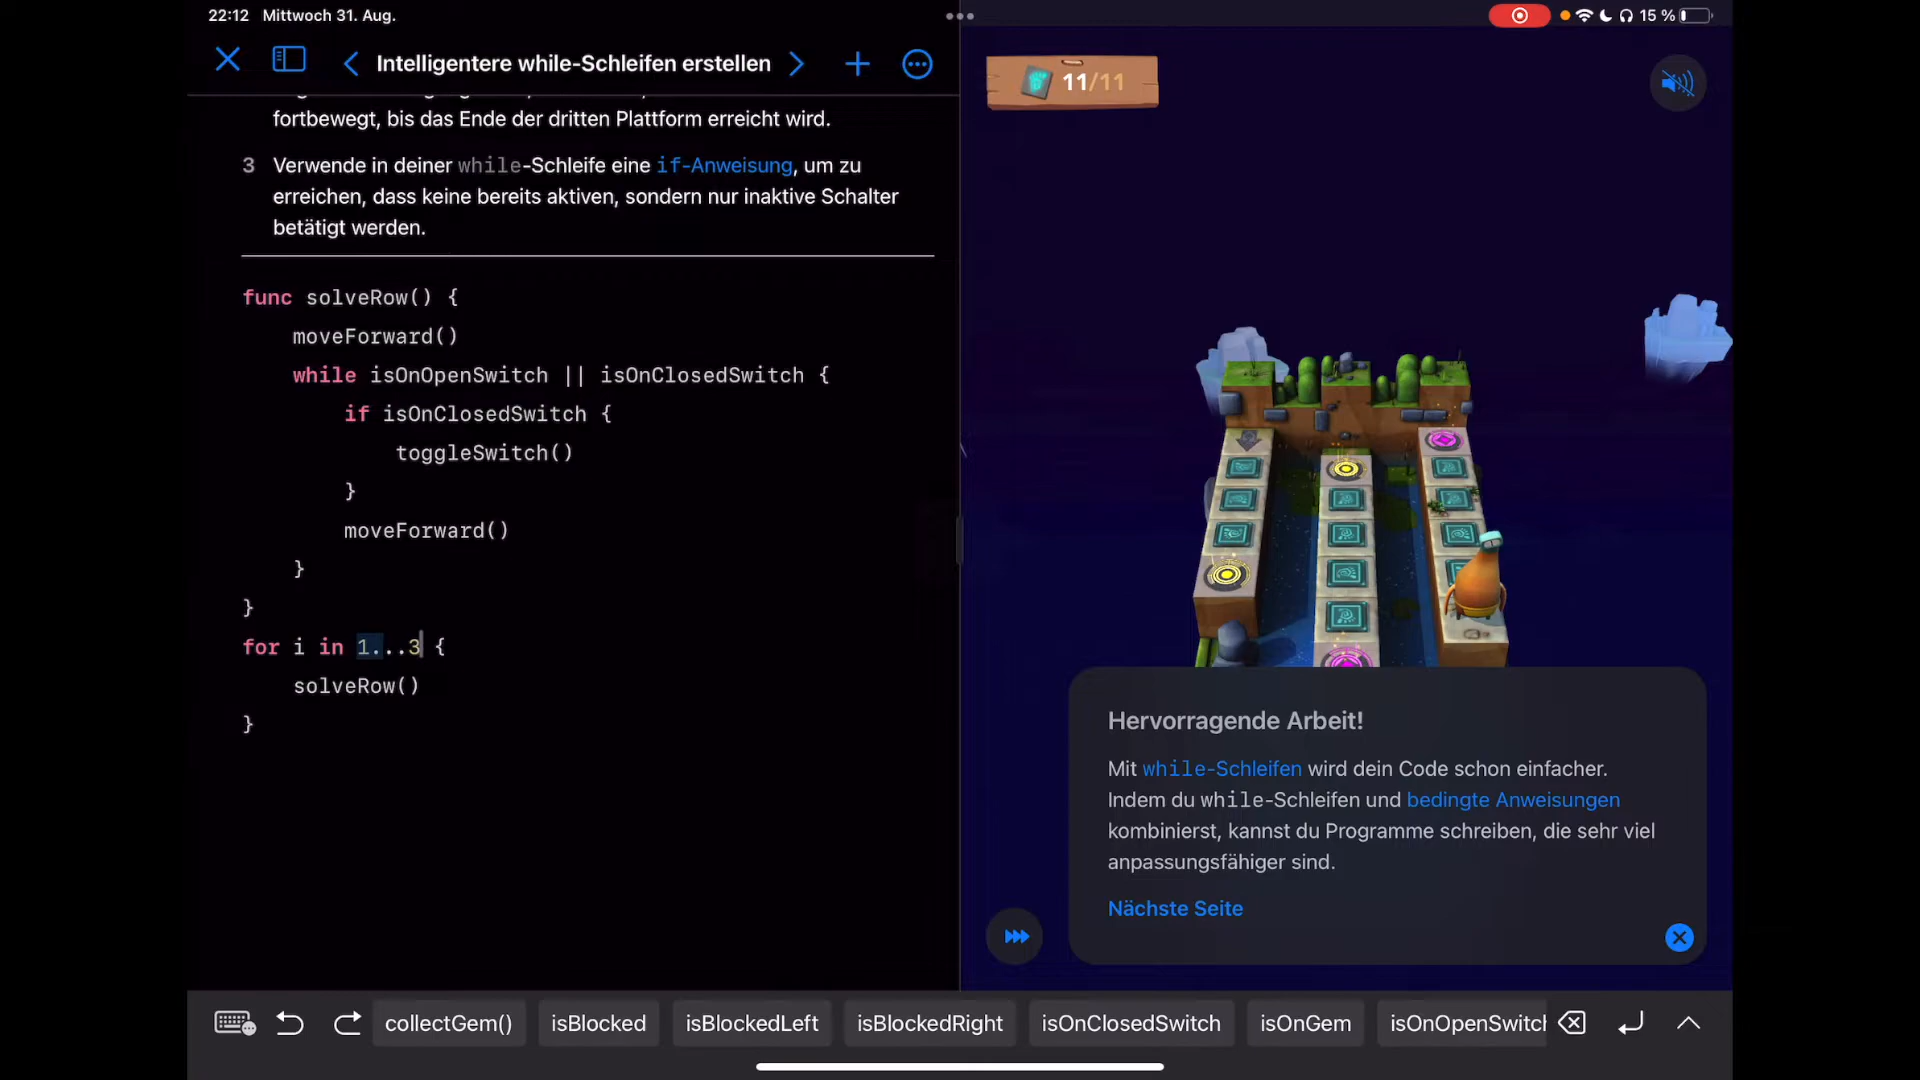 22:12 Mittwoch 31. Aug.
15 %
Intelligentere while-Schleifen erstellen
fortbewegt, bis das Ende der dritten Plattform erreicht wird.
3 Verwende in deiner while-Schleife eine if-Anweisung, um zu
erreichen, dass keine bereits aktiven, sondern nur inaktive Schalter
betätigt werden.
func solveRow() {
moveForward()
while isOnOpenSwitch || isOnClosedSwitch {
if isOnClosedSwitch {
toggleSwitch()
}
moveForward()
}
}
for i in 1...3 {
solveRow()
}
11/11
Hervorragende Arbeit!
Mit while-Schleifen wird dein Code schon einfacher.
Indem du while-Schleifen und bedingte Anweisungen
kombinierst, kannst du Programme schreiben, die sehr viel
anpassungsfähiger sind.
Nächste Seite
collectGem() isBlocked isBlockedLeft isBlockedRight isOnClosedSwitch isOnGem isOnOpenSwitch